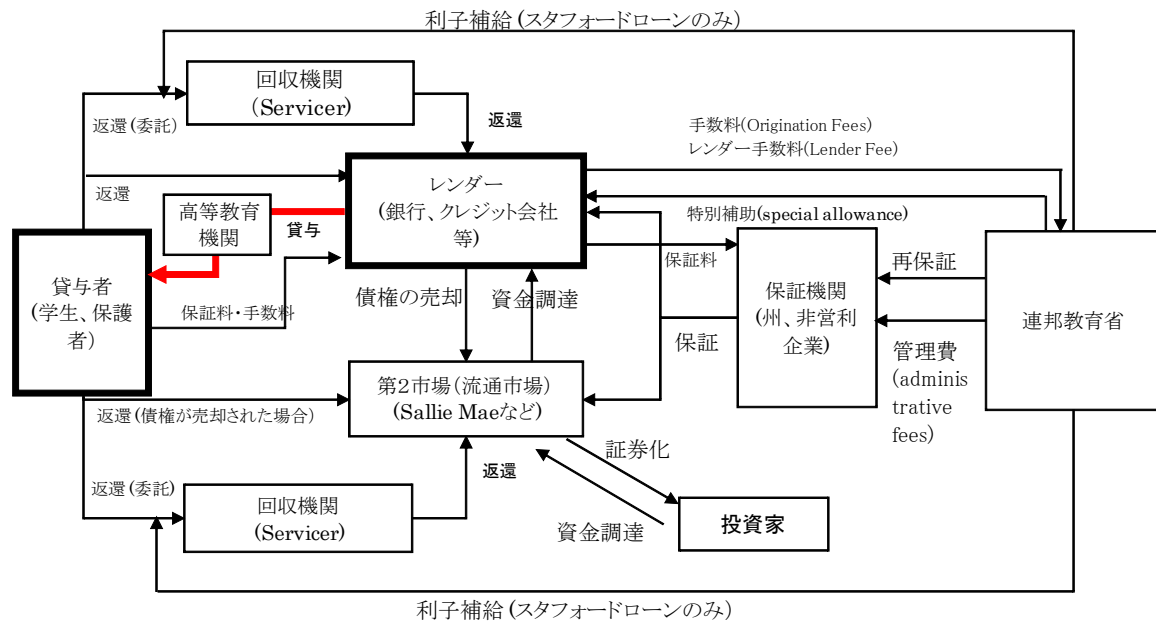 利子補給(スタフォードローンのみ)
回収機関
(Servicer)
返還(委託)
返還
手数料(Origination Fees)
レンダー手数料(Lender Fee)
レンダー
(銀行、クレジット会社
等)
返還
高等教育
機関
貸与
特別補助(special allowance)
貸与者
(学生、保護
者)
保証料・手数料
保証料
保証機関
(州、非営利
企業)
再保証
連邦教育省
債権の売却
資金調達
保証
管理費
(adminis
trative
fees)
第2市場(流通市場)
(Sallie Maeなど)
返還(債権が売却された場合)
返還
証券化
返還(委託)
回収機関
(Servicer)
資金調達
投資家
利子補給(スタフォードローンのみ)